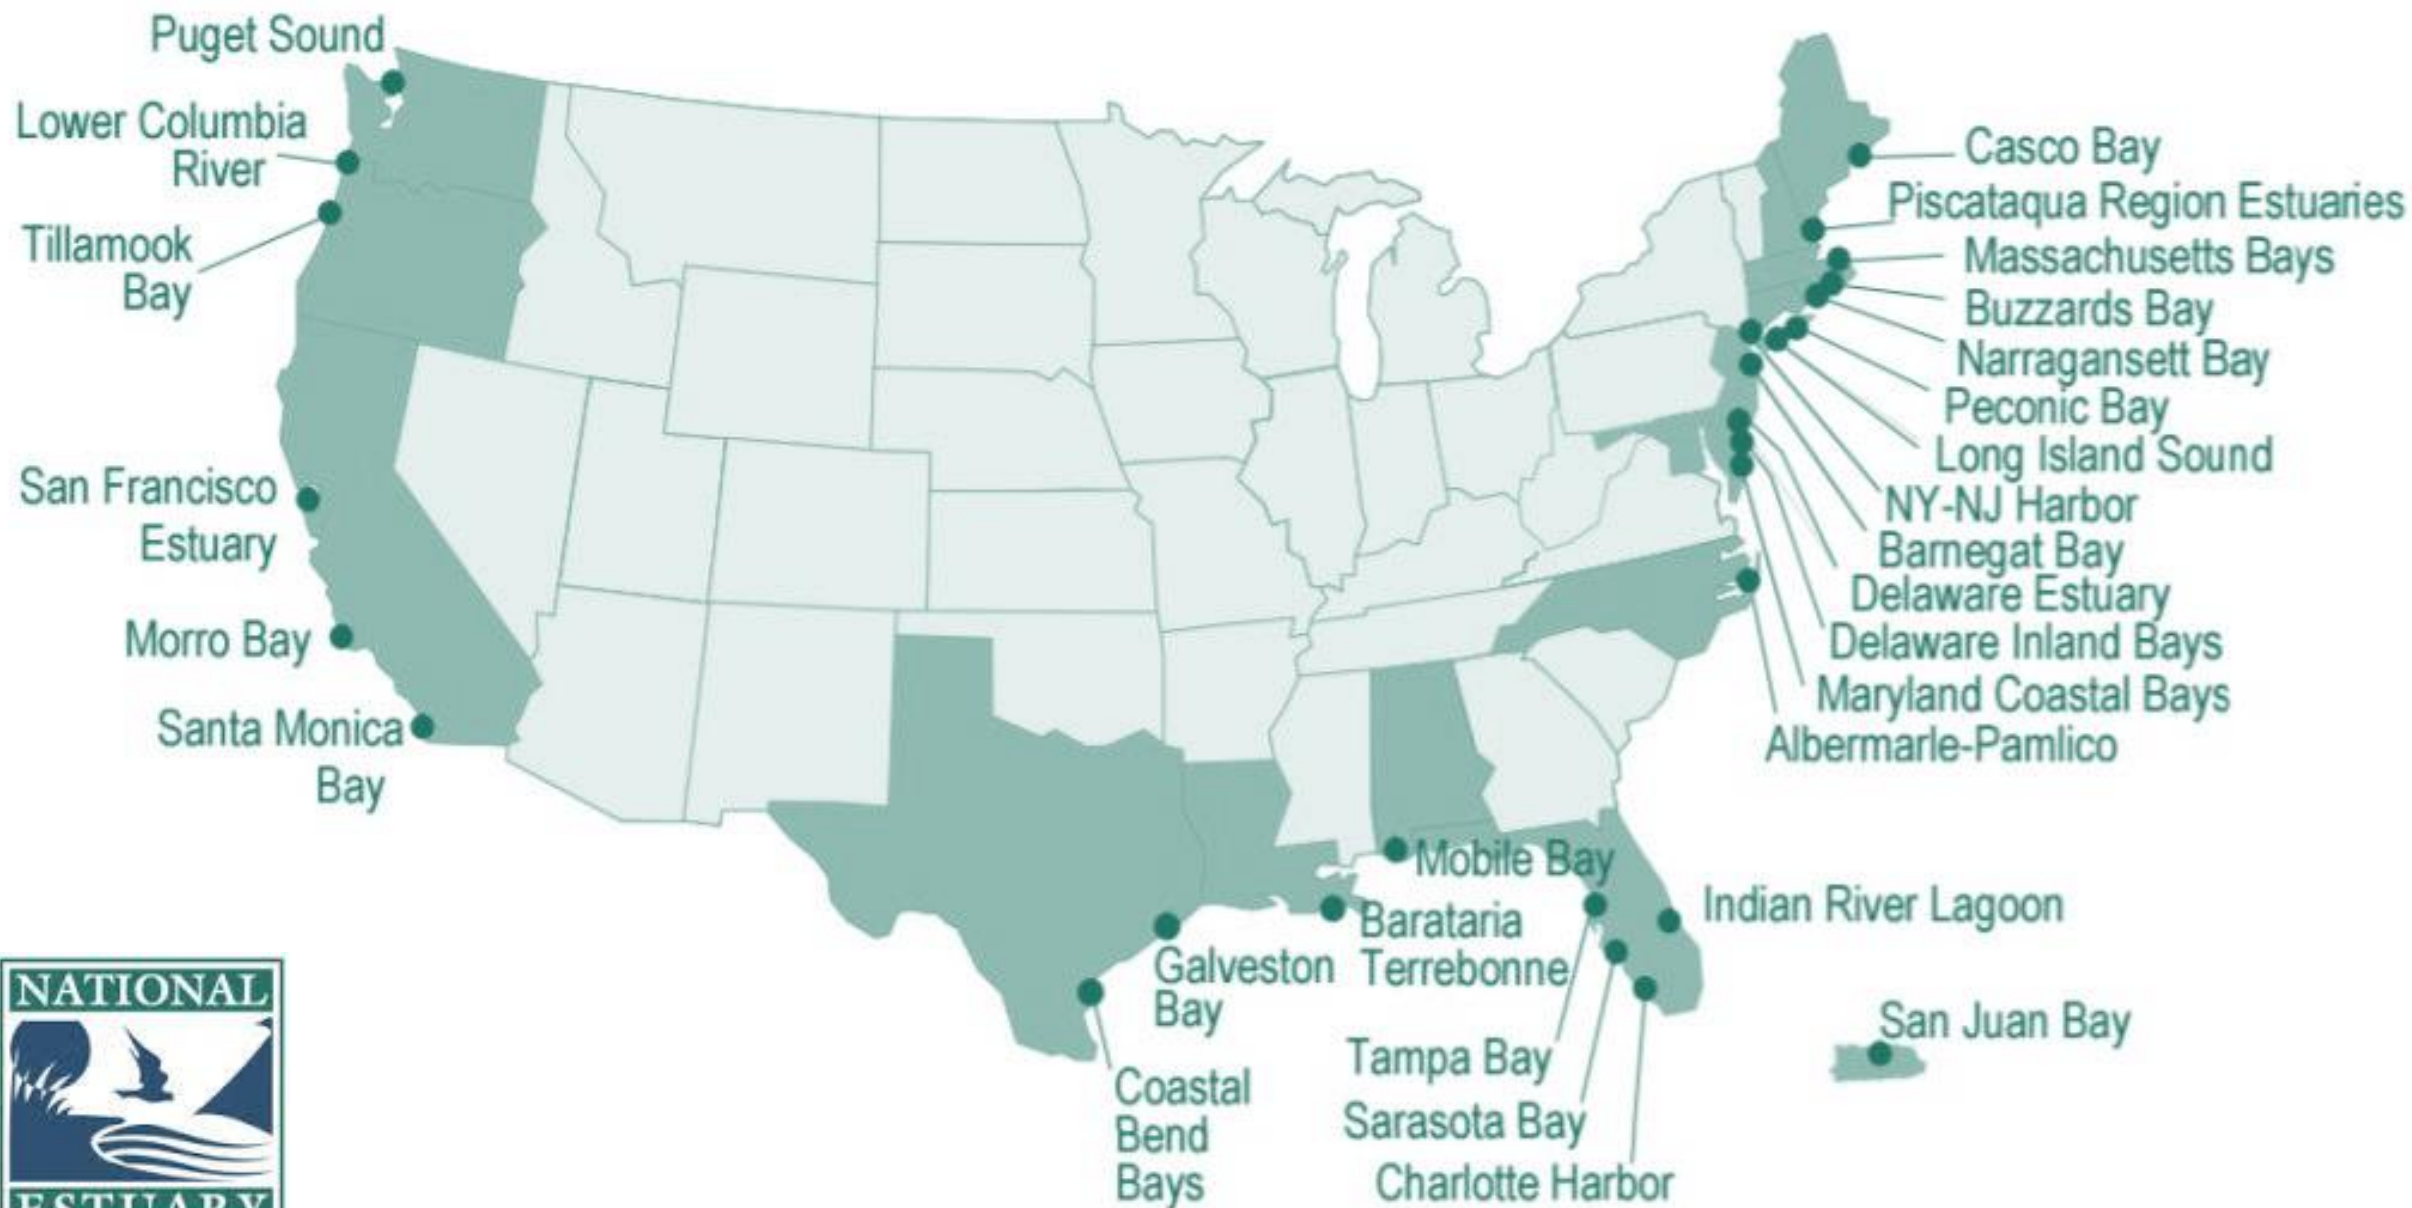 Puget Sound
Lower Columbia
River
Tillamook
Bay
San Francisco
Estuary
Morro Bay
Santa Monica
Bay
Casco Bay
Piscataqua Region Estuaries
Massachusetts Bays
Buzzards Bay
Narragansett Bay
Peconic Bay
Long Island Sound
NY-NJ Harbor
Barnegat Bay
Delaware Estuary
Delaware Inland Bays
Maryland Coastal Bays
Albermarle-Pamlico
Mobile Bay
Barataria
Terrebonne
Galveston
Bay
Coastal
Bend
Bays
Indian River Lagoon
Tampa Bay
Sarasota Bay
Charlotte Harbor
San Juan Bay
NATIONAL
ESTUARY